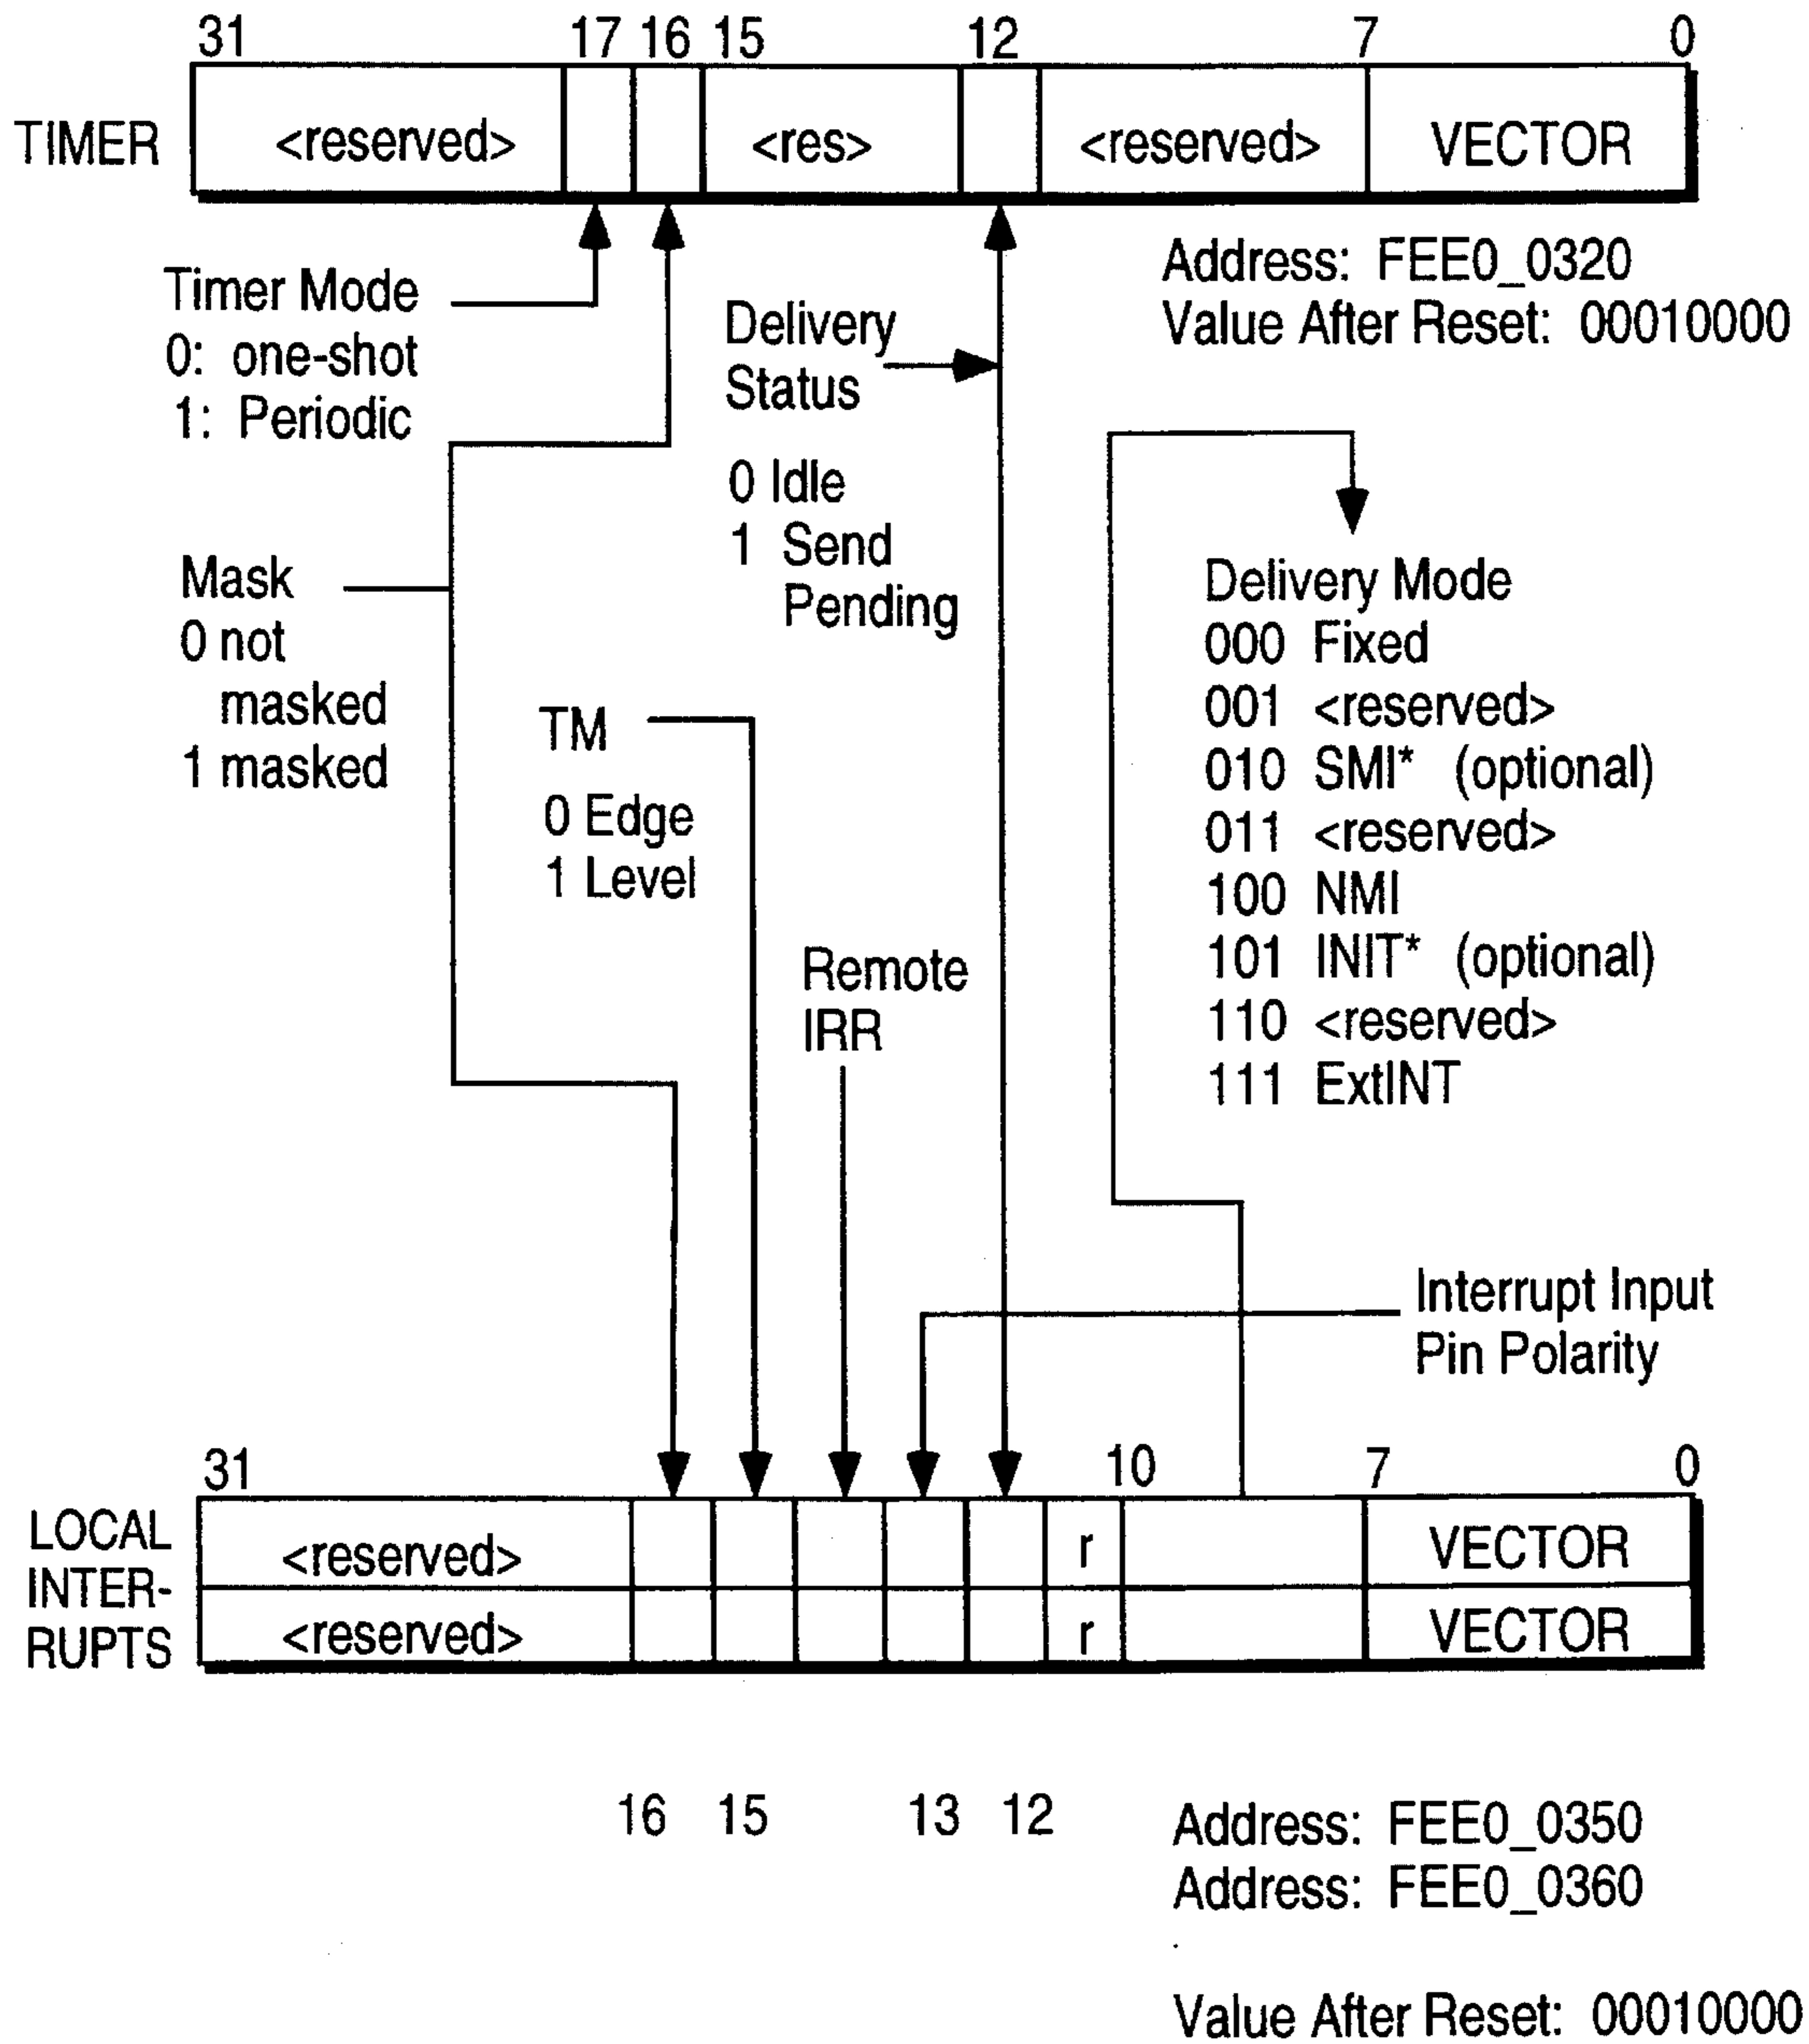 31 17 16 15 12 7 0
TIMER <reserved> <res> <reserved> VECTOR
Address: FEE0_0320
Value After Reset: 00010000
Timer Mode
0: one-shot
1: Periodic
Delivery
Status
0 Idle
1 Send
Pending
Mask
0 not
masked
1 masked
TM
0 Edge
1 Level
Remote
IRR
Delivery Mode
000 Fixed
001 <reserved>
010 SMI* (optional)
011 <reserved>
100 NMI
101 INIT* (optional)
110 <reserved>
111 ExtINT
Interrupt Input
Pin Polarity
31 10 7 0
LOCAL
INTER-
RUPTS
<reserved> r VECTOR
<reserved> r VECTOR
16 15 13 12
Address: FEE0_0350
Address: FEE0_0360
Value After Reset: 00010000